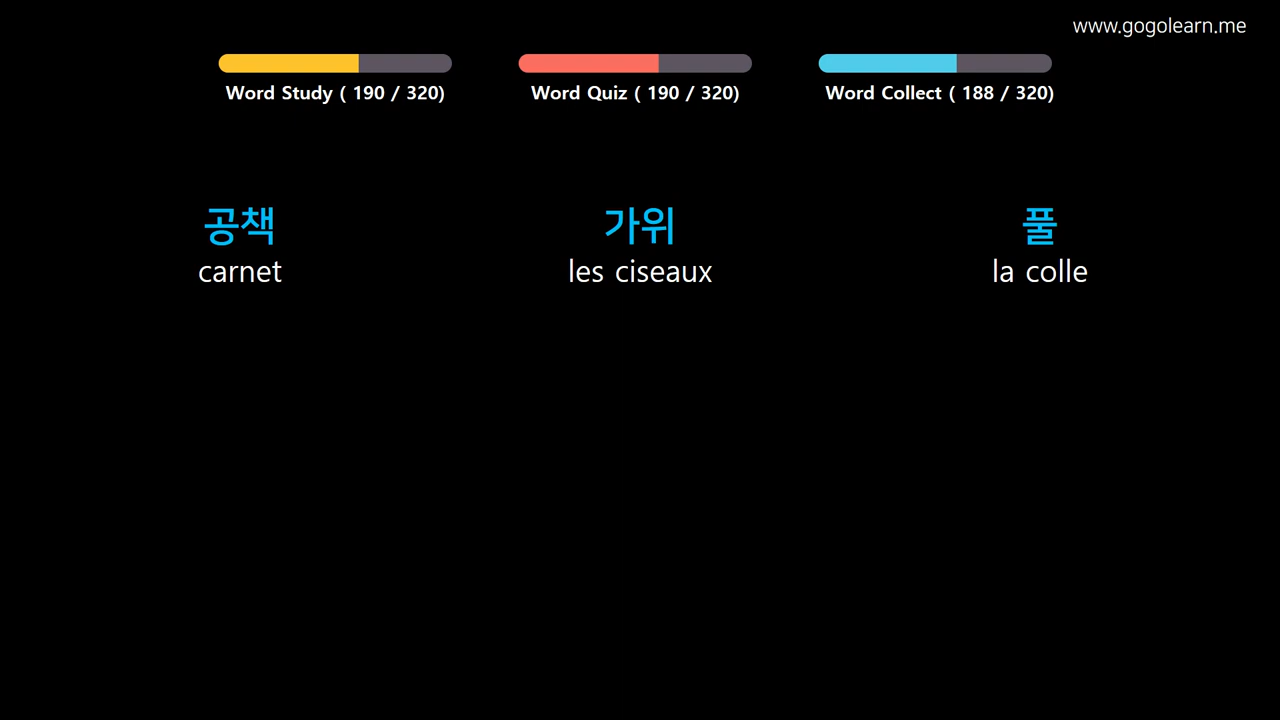 www.gogolearn.me
Word Study ( 190 / 320)
Word Quiz ( 190 / 320)
Word Collect ( 188 / 320)
공책
carnet
가위
les ciseaux
풀
la colle